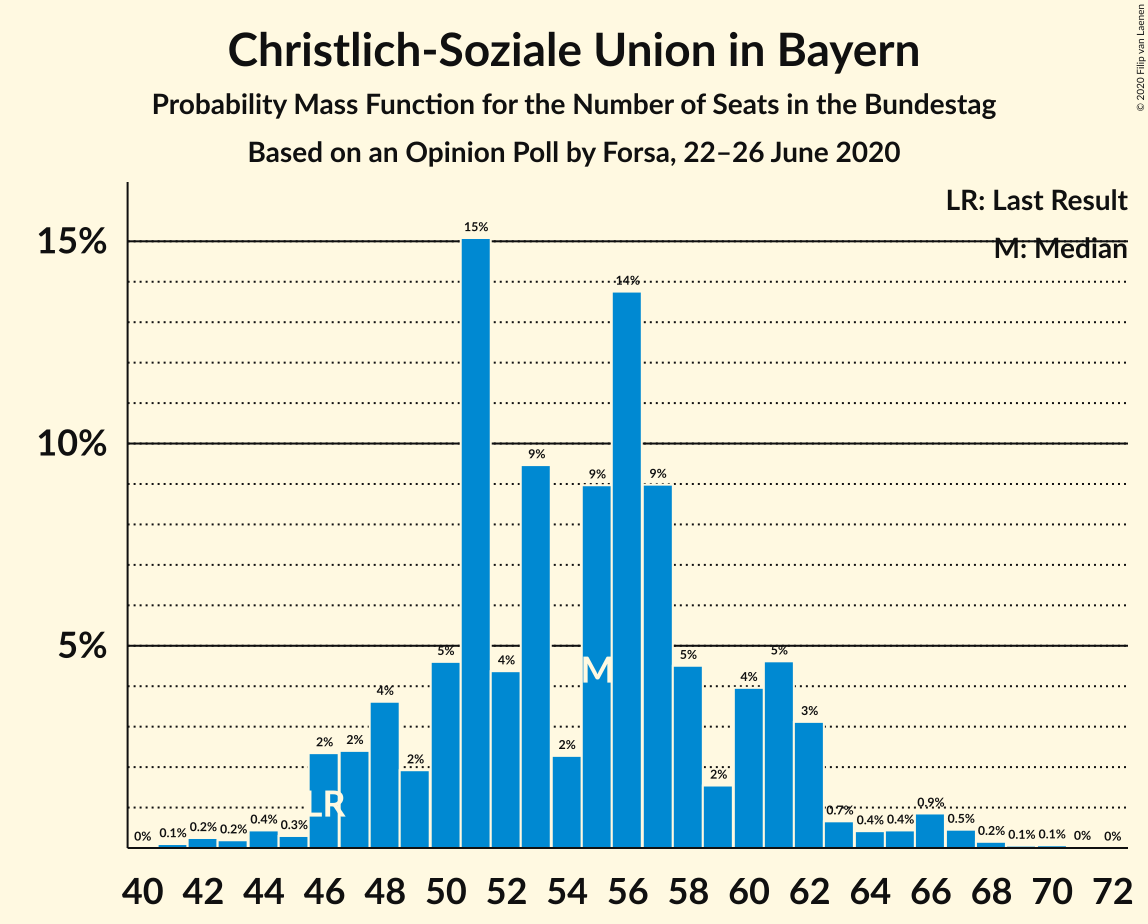 Christlich-Soziale Union in Bayern
Probability Mass Function for the Number of Seats in the Bundestag
Based on an Opinion Poll by Forsa, 22–26 June 2020
© 2020 Filip van Laenen
LR: Last Result
M: Median
15%
10%
5%
0% 0.1% 0.2% 0.2% 0.4% 0.3% 2% 2% 4% 2% 5% 15% 4% 9% 2% 9% 14% 9% 5% 2% 4% 5% 3% 0.7% 0.4% 0.4% 0.9% 0.5% 0.2% 0.1% 0.1% 0% 0%
LR
M
40 42 44 46 48 50 52 54 56 58 60 62 64 66 68 70 72